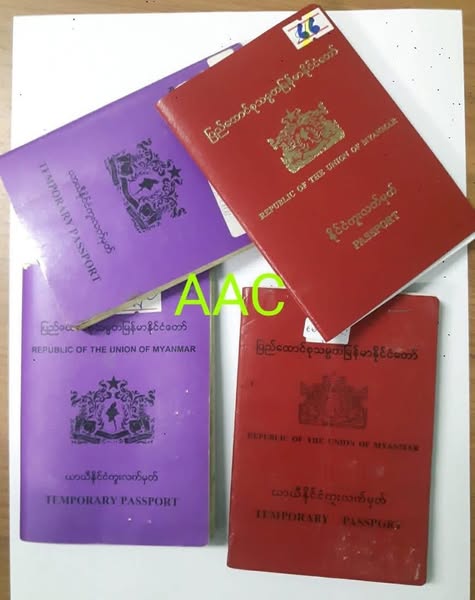 ပြည်ထောင်စုသမ္မတမြန်မာနိုင်ငံတော်
REPUBLIC OF THE UNION OF MYANMAR
နိုင်ငံကူးလက်မှတ်
PASSPORT
ယာယီနိုင်ငံကူးလက်မှတ်
TEMPORARY PASSPORT
AAC
ပြည်ထောင်စုသမ္မတမြန်မာနိုင်ငံတော်
REPUBLIC OF THE UNION OF MYANMAR
ယာယီနိုင်ငံကူးလက်မှတ်
TEMPORARY PASSPORT
ပြည်ထောင်စုသမ္မတမြန်မာနိုင်ငံတော်
REPUBLIC OF THE UNION OF MYANMAR
ယာယီနိုင်ငံကူးလက်မှတ်
TEMPORARY PASSPORT